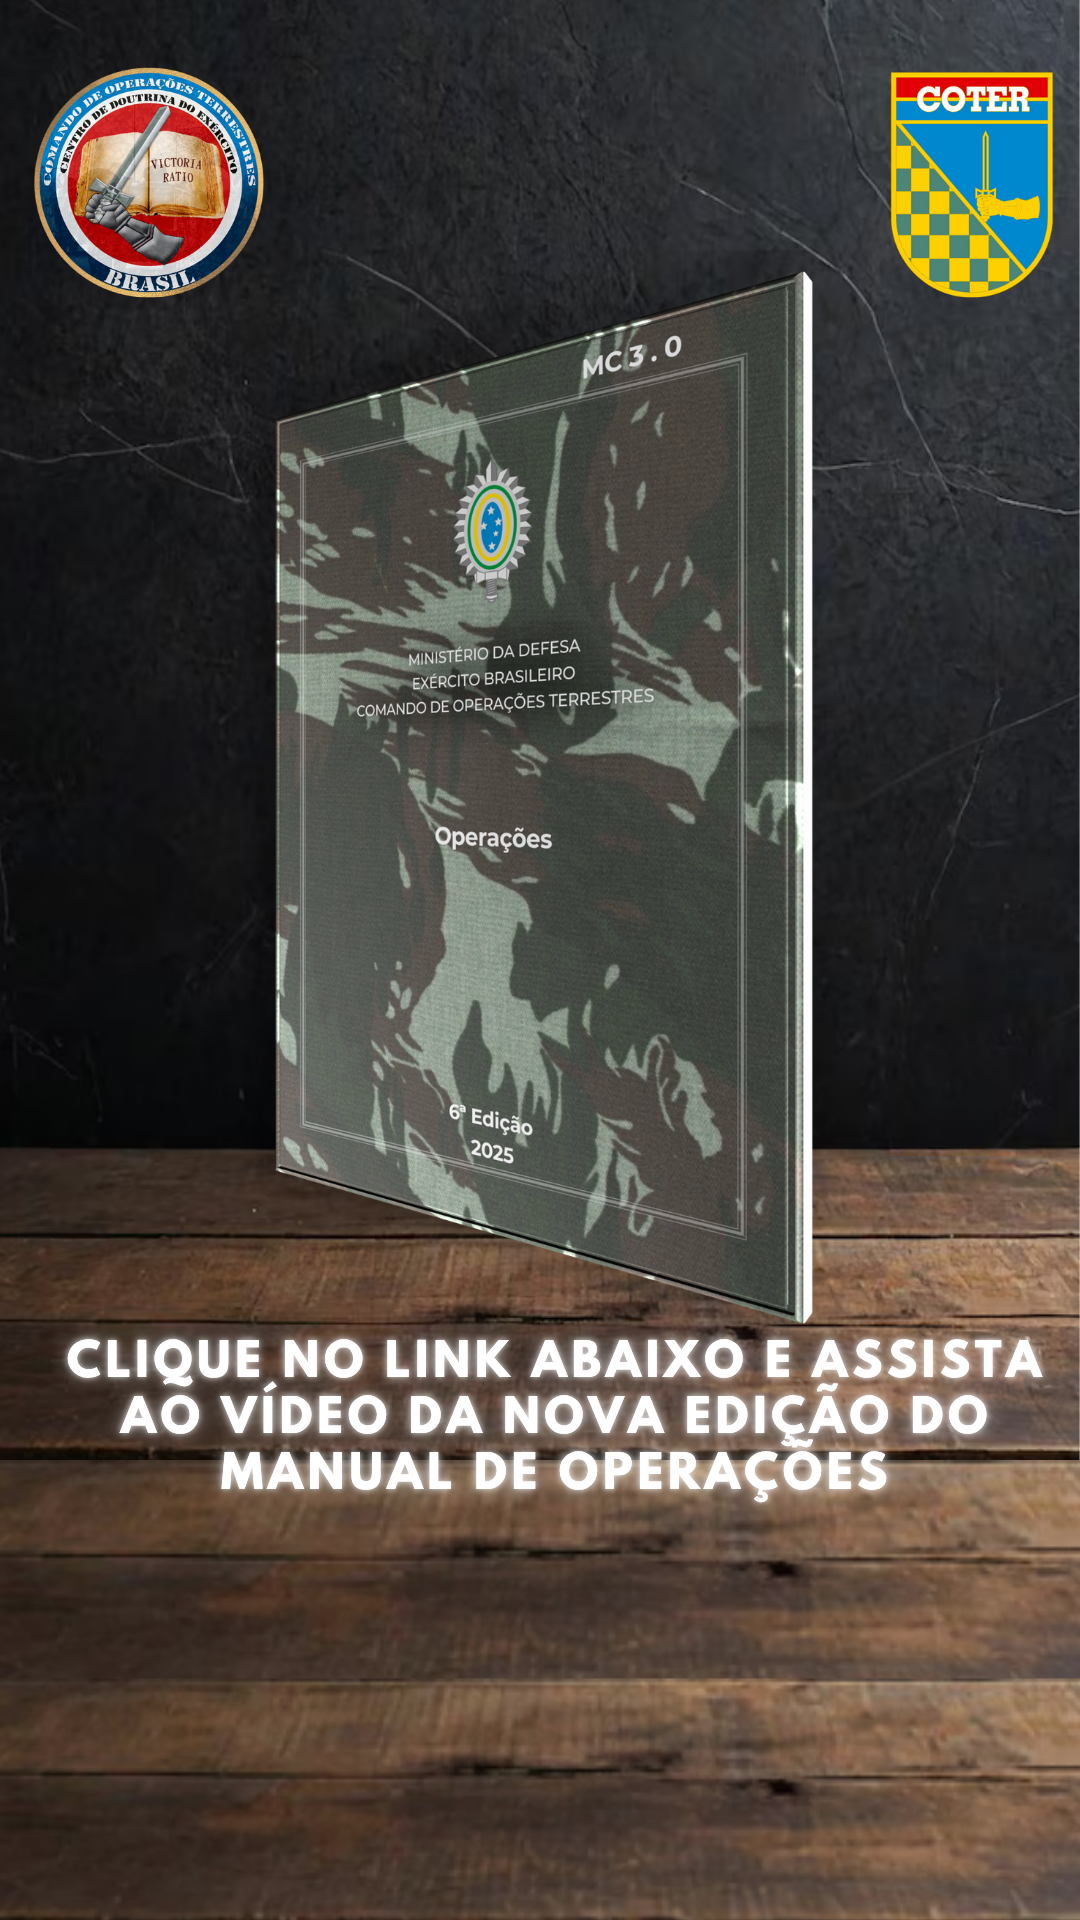 COMANDO DE OPERAÇÕES TERRESTRES
CENTRO DE DOUTRINA DO EXÉRCITO
VICTORIA
RATIO
BRASIL
COTER
MC 3.0
MINISTÉRIO DA DEFESA
EXÉRCITO BRASILEIRO
COMANDO DE OPERAÇÕES TERRESTRES
Operações
6ª Edição
2025
CLIQUE NO LINK ABAIXO E ASSISTA
AO VÍDEO DA NOVA EDIÇÃO DO
MANUAL DE OPERAÇÕES